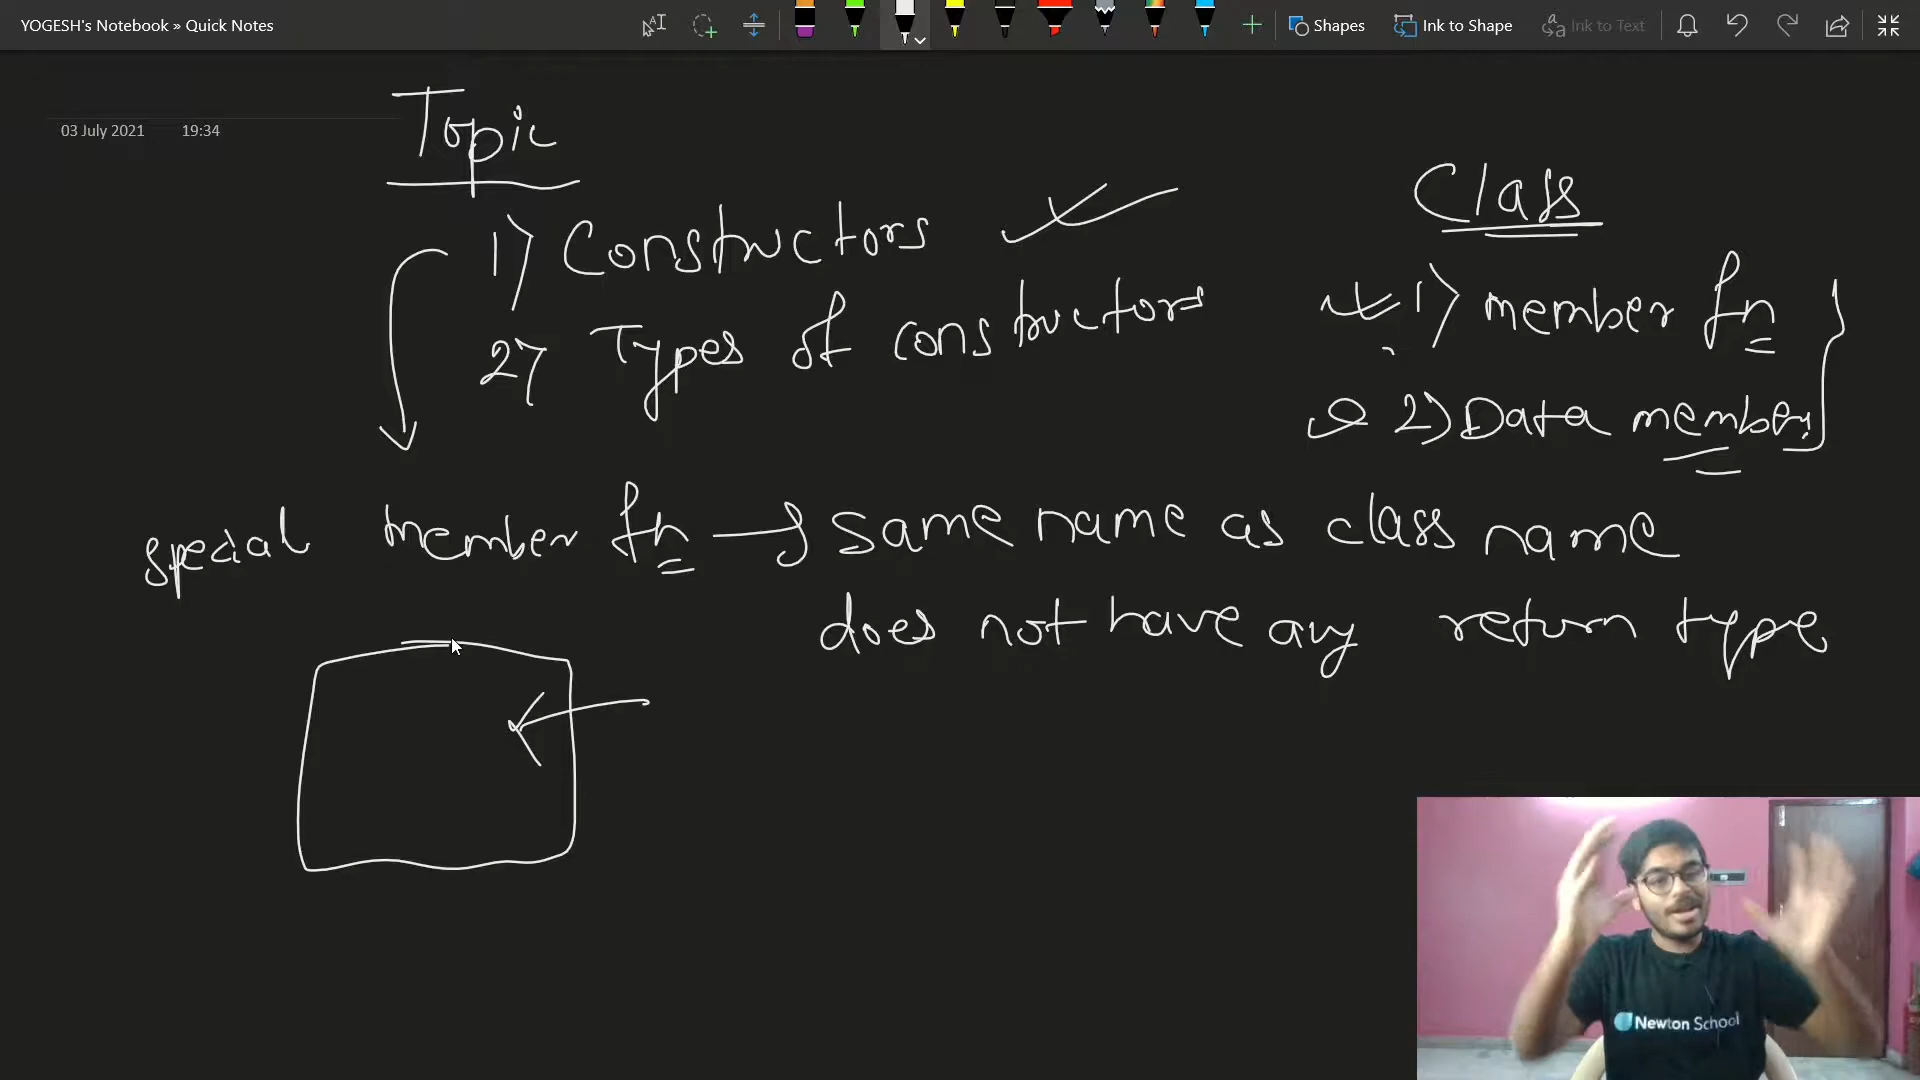 YOGESH's Notebook » Quick Notes
Shapes
Ink to Shape
Ink to Text
03 July 2021 19:34
Topic
1) Constructors
2) Types of constructors
Class
1) member fn
2) Data members
special member fn → same name as class name
does not have any return type
Newton School